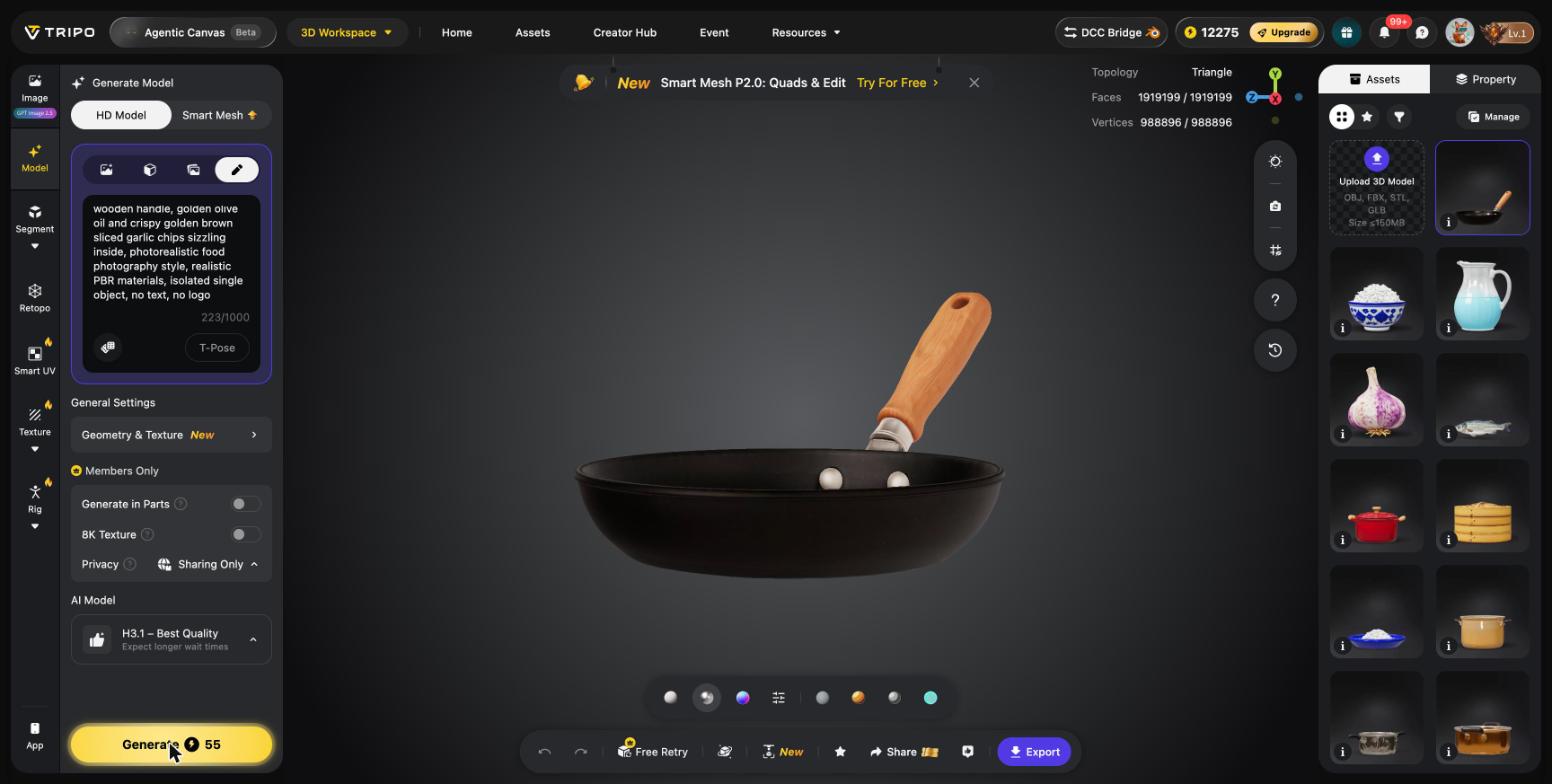 TRIPO
Agentic Canvas Beta
3D Workspace
Home
Assets
Creator Hub
Event
Resources
DCC Bridge
12275
Upgrade
99+
Lv.1
Image
GPT Image 2.5
Model
Segment
Retopo
Smart UV
Texture
Rig
App
Generate Model
HD Model
Smart Mesh
wooden handle, golden olive
oil and crispy golden brown
sliced garlic chips sizzling
inside, photorealistic food
photography style, realistic
PBR materials, isolated single
object, no text, no logo
223/1000
T-Pose
General Settings
Geometry & Texture New
Members Only
Generate in Parts ?
8K Texture ?
Privacy ? Sharing Only
AI Model
H3.1 – Best Quality
Expect longer wait times
Generate 55
New Smart Mesh P2.0: Quads & Edit Try For Free
Topology Triangle
Faces 1919199 / 1919199
Vertices 988896 / 988896
Y
Z
X
?
Free Retry
New
Share
Export
Assets
Property
Manage
Upload 3D Model
OBJ, FBX, STL,
GLB
Size ≤150MB